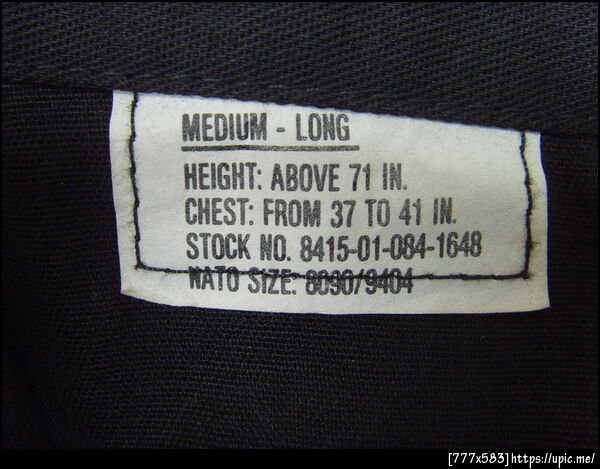 MEDIUM - LONG
HEIGHT: ABOVE 71 IN.
CHEST: FROM 37 TO 41 IN.
STOCK NO. 8415-01-084-1648
NATO SIZE: 8090/9404
[777x583]https://upic.me/